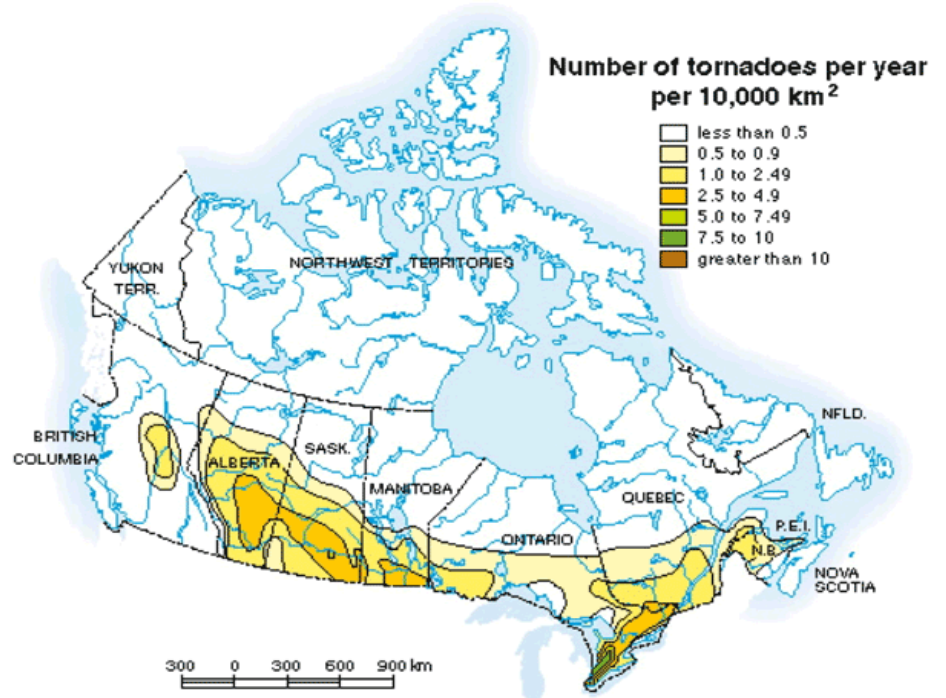 Number of tornadoes per year
per 10,000 km²
less than 0.5
0.5 to 0.9
1.0 to 2.49
2.5 to 4.9
5.0 to 7.49
7.5 to 10
greater than 10
YUKON
TERR.
NORTHWEST TERRITORIES
BRITISH
COLUMBIA
ALBERTA
SASK.
MANITOBA
ONTARIO
QUEBEC
NFLD.
P.E.I.
N.B.
NOVA
SCOTIA
300 0 300 600 900 km